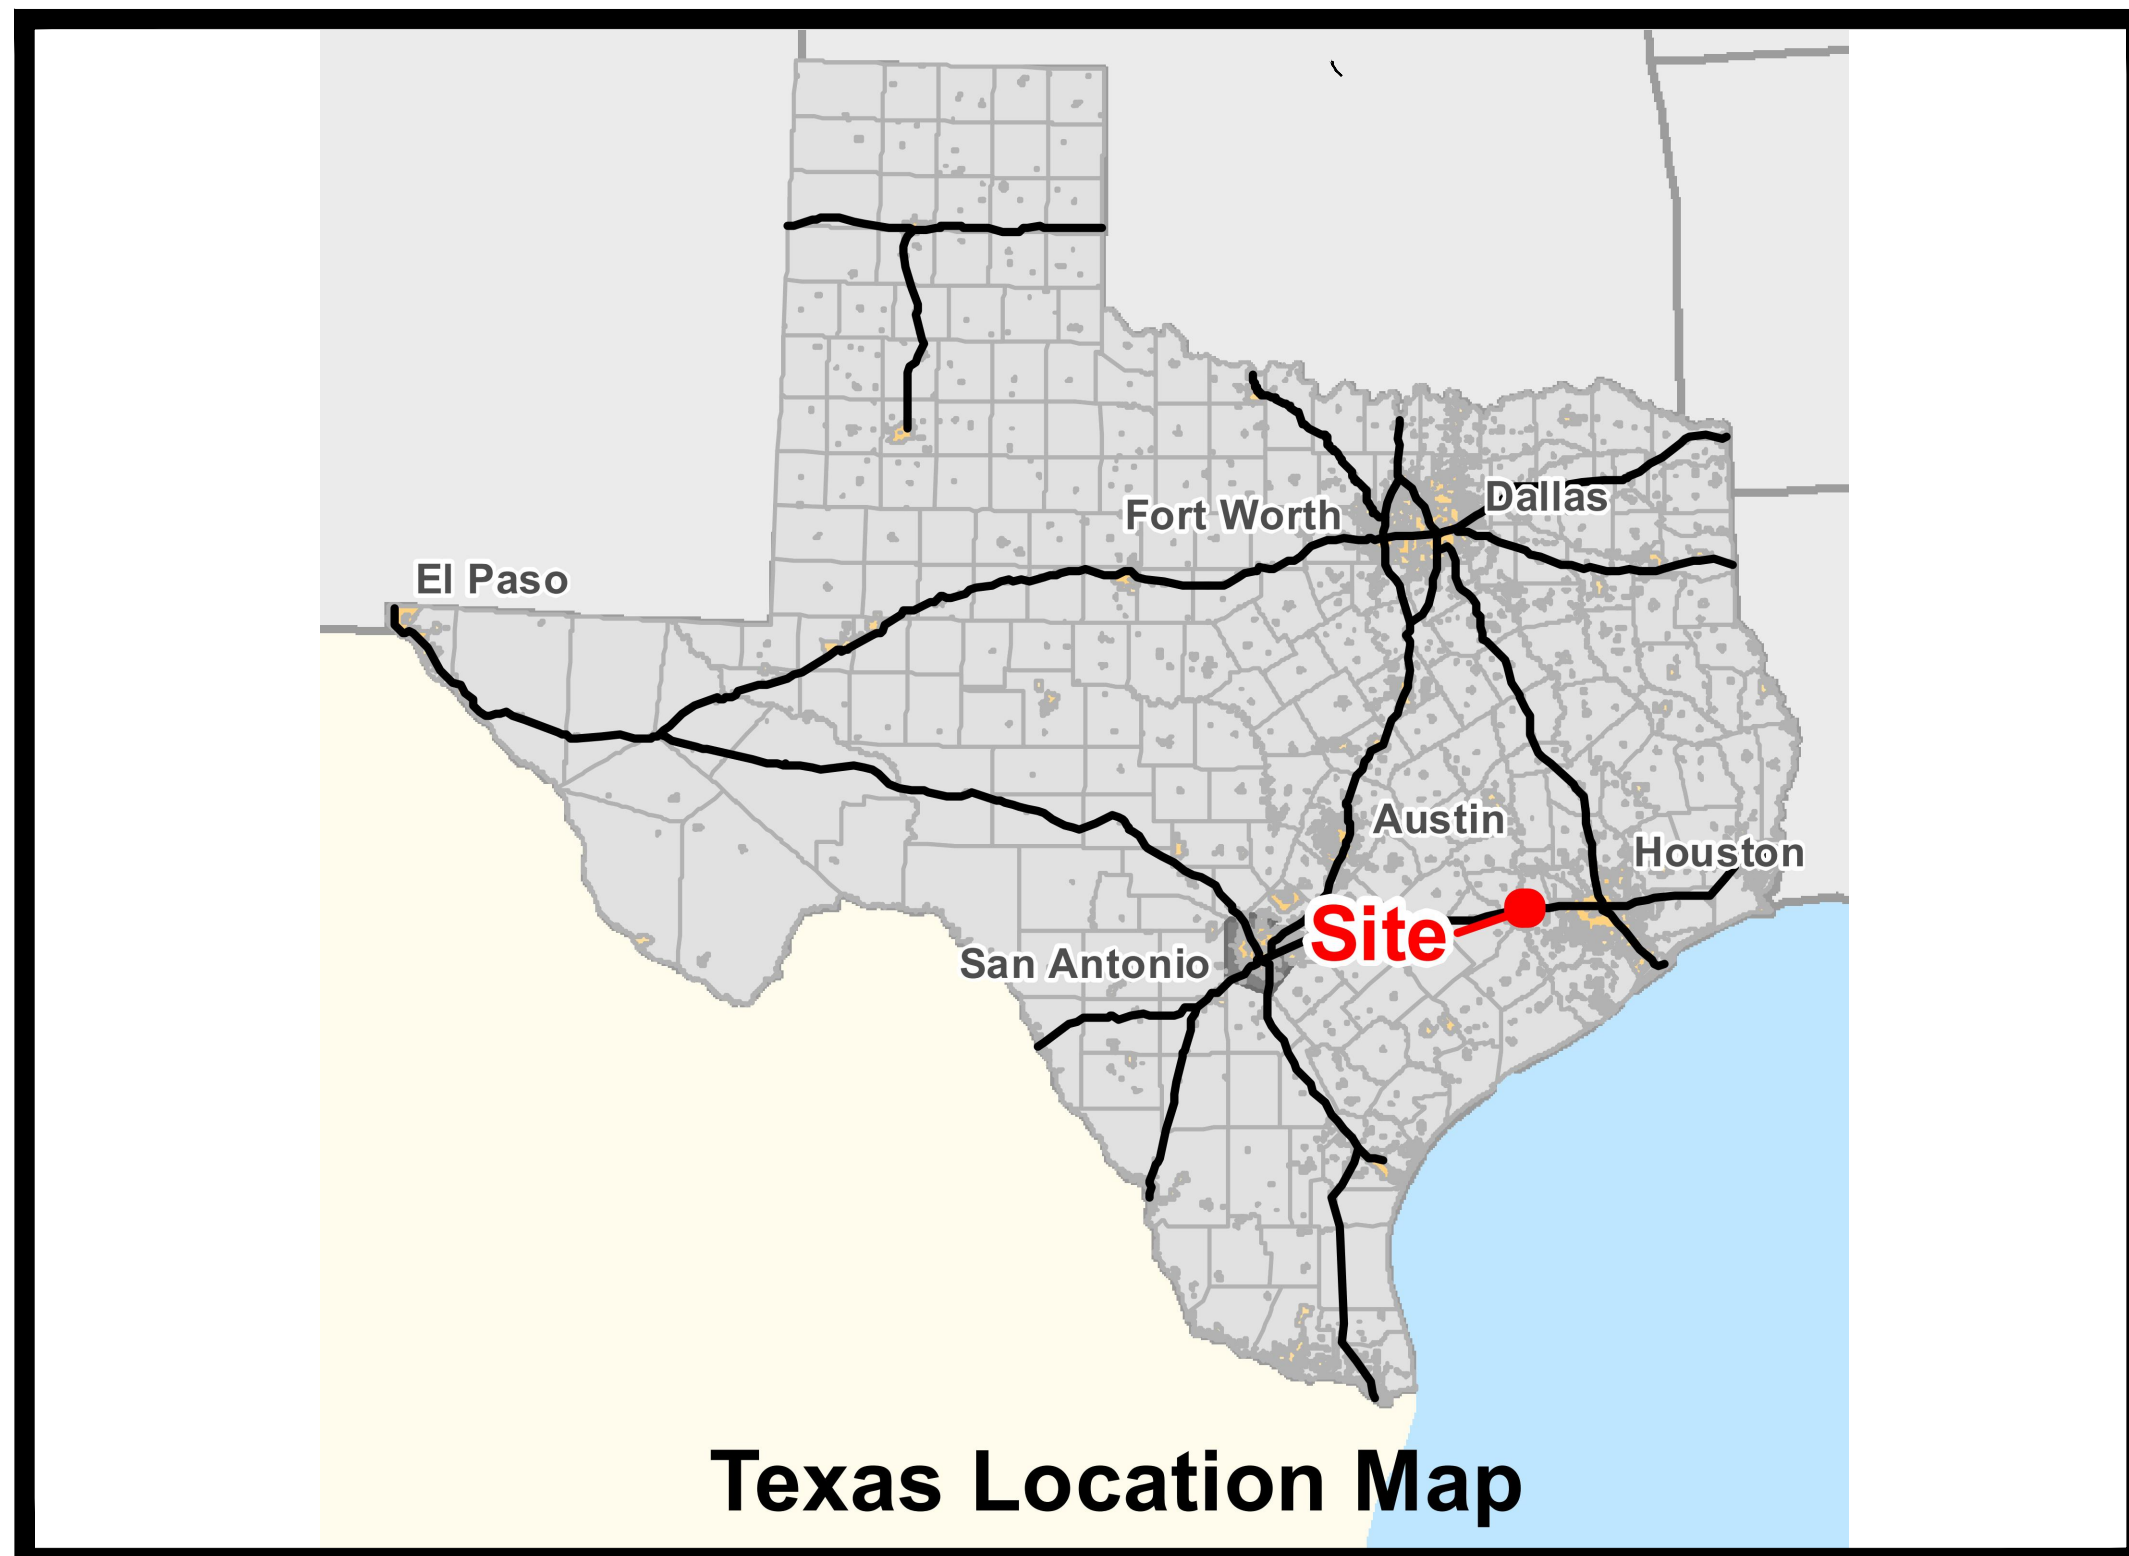 Fort Worth
Dallas
El Paso
Austin
Houston
Site
San Antonio
Texas Location Map